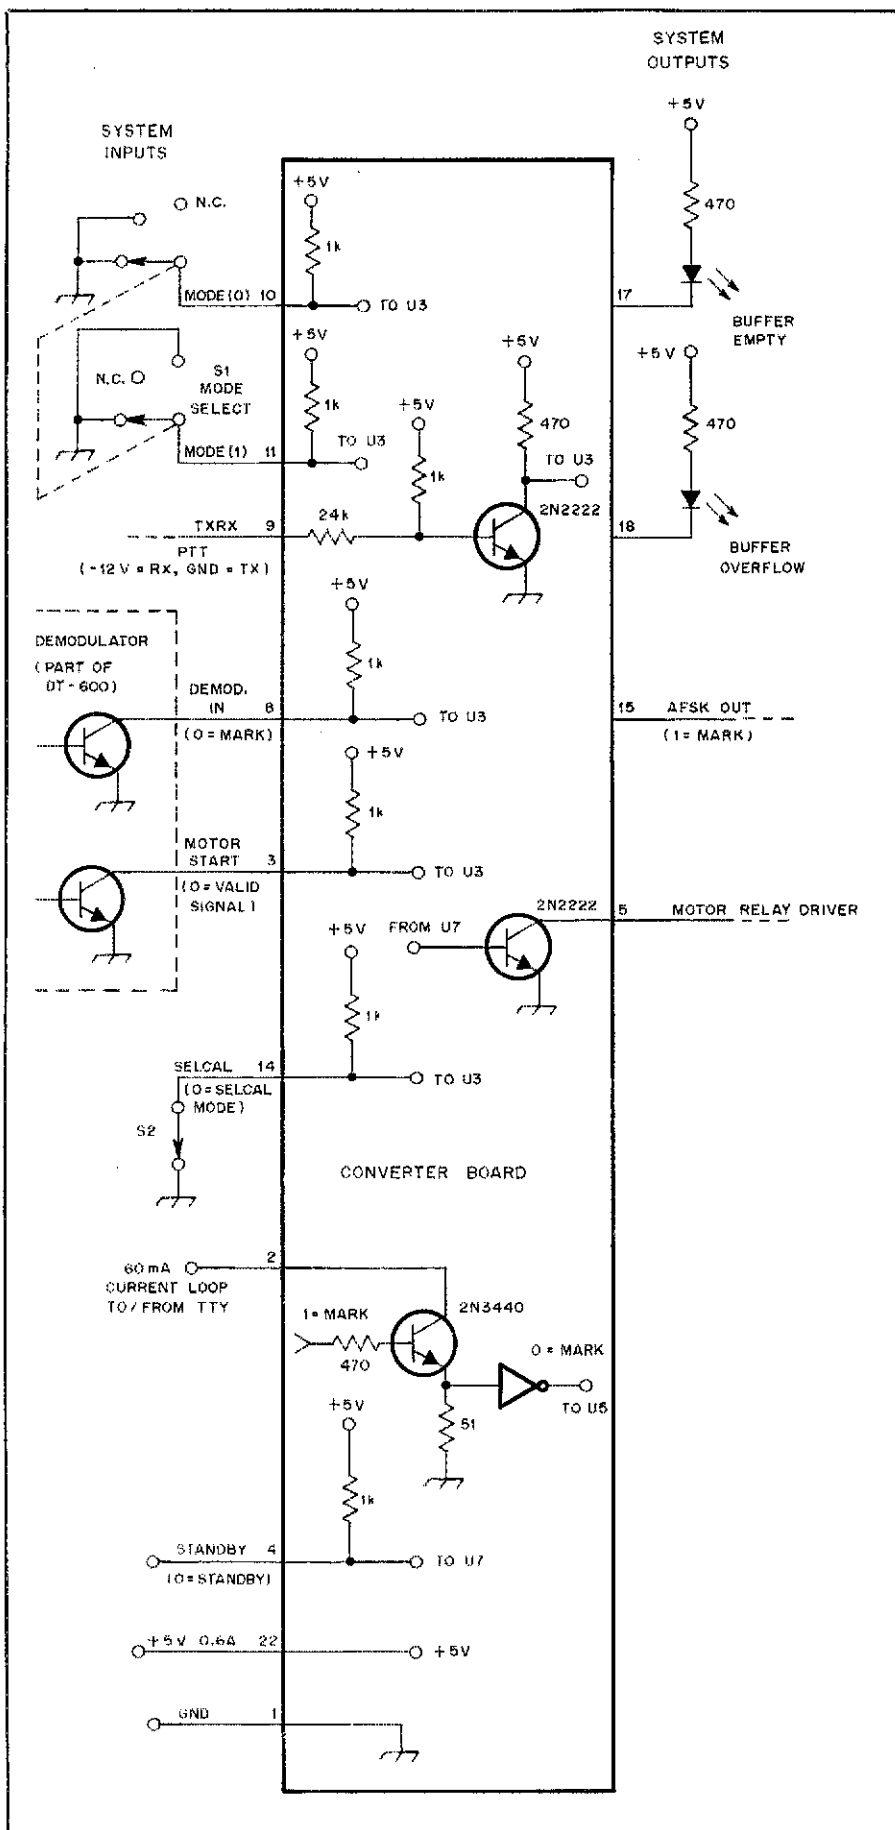 SYSTEM
OUTPUTS
+5V
SYSTEM
INPUTS
470
N.C.
+5V
1k
MODE(0) 10
TO U3
17
BUFFER
EMPTY
+5V
+5V
+5V
N.C.
S1
MODE
SELECT
1k
+5V
470
470
MODE(1) 11
TO U3
TO U3
1k
2N2222
TXRX 9
24k
18
PTT
(-12V = RX, GND = TX)
BUFFER
OVERFLOW
+5V
DEMODULATOR
(PART OF
DT-600)
1k
DEMOD.
IN 8
(0 = MARK)
TO U3
15 AFSK OUT
(1 = MARK)
+5V
1k
MOTOR
START 3
(0 = VALID
SIGNAL)
TO U3
2N2222
5 MOTOR RELAY DRIVER
FROM U7
+5V
1k
SELCAL 14
(0 = SELCAL
MODE)
TO U3
S2
CONVERTER BOARD
2
60mA
CURRENT LOOP
TO/FROM TTY
1 = MARK
470
2N3440
0 = MARK
TO U5
51
+5V
1k
STANDBY 4
(0 = STANDBY)
TO U7
+5V 0.6A 22
+5V
GND 1